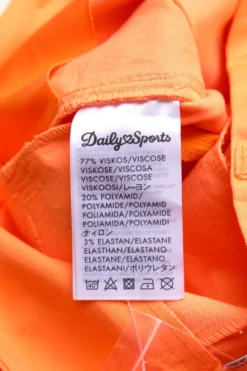 Daily Sports
77% VISKOS/VISCOSE
VISKOSE/VISCOSA
VISCOSE/VISCOSE
VISKOOSI/レーヨン
20% POLYAMID/
POLYAMIDE/POLYAMID
POLIAMIDA/POLYAMIDE
POLIAMIDA/POLYAMIDI
ナイロン
3% ELASTAN/ELASTANE
ELASTHAN/ELASTANO
ELASTANE/ELASTANE
ELASTAANI/ポリウレタン